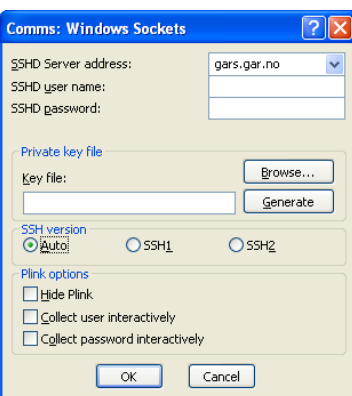 Comms: Windows Sockets
SSHD Server address: gars.gar.no
SSHD user name:
SSHD password:
Private key file
Key file:
Browse...
Generate
SSH version
Auto SSH1 SSH2
Plink options
Hide Plink
Collect user interactively
Collect password interactively
OK Cancel